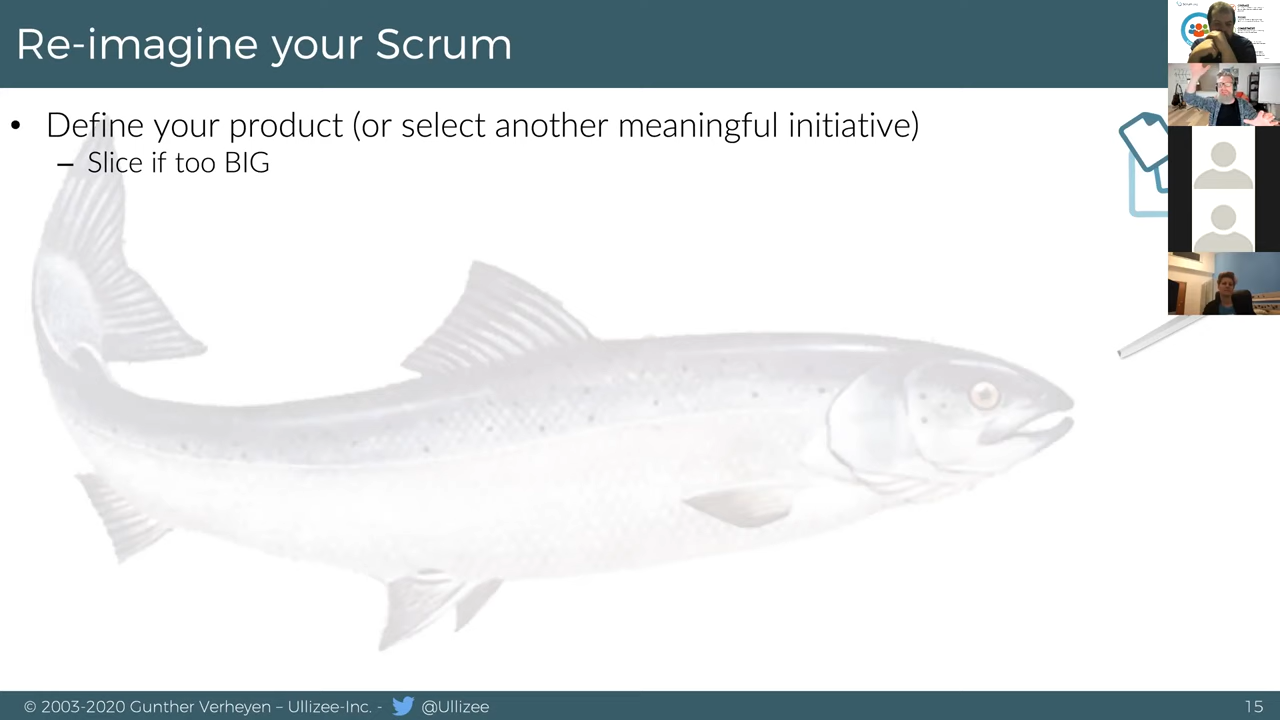 Re-imagine your Scrum
• Define your product (or select another meaningful initiative)
– Slice if too BIG
© 2003-2020 Gunther Verheyen – Ullizee-Inc. - @Ullizee
15